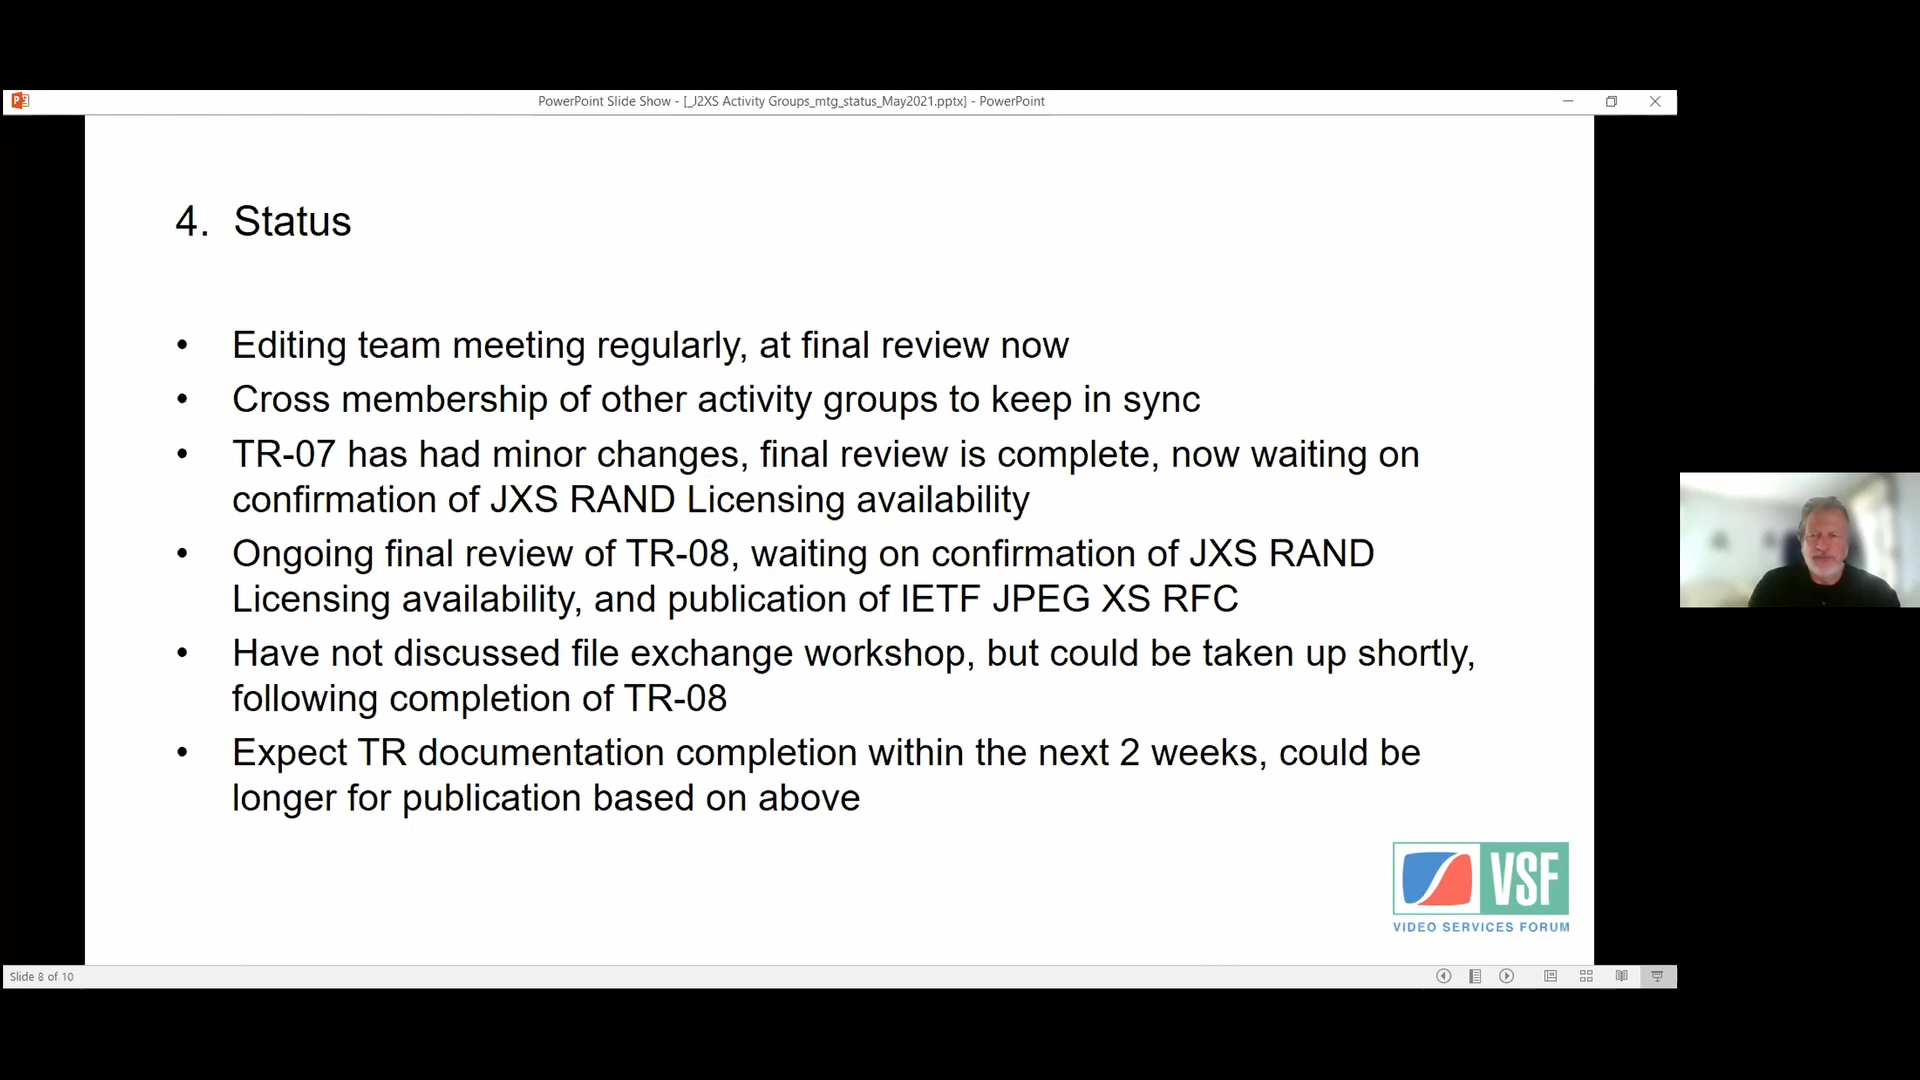 PowerPoint Slide Show - [_J2XS Activity Groups_mtg_status_May2021.pptx] - PowerPoint
4. Status
• Editing team meeting regularly, at final review now
• Cross membership of other activity groups to keep in sync
• TR-07 has had minor changes, final review is complete, now waiting on
confirmation of JXS RAND Licensing availability
• Ongoing final review of TR-08, waiting on confirmation of JXS RAND
Licensing availability, and publication of IETF JPEG XS RFC
• Have not discussed file exchange workshop, but could be taken up shortly,
following completion of TR-08
• Expect TR documentation completion within the next 2 weeks, could be
longer for publication based on above
VSF
VIDEO SERVICES FORUM
Slide 8 of 10